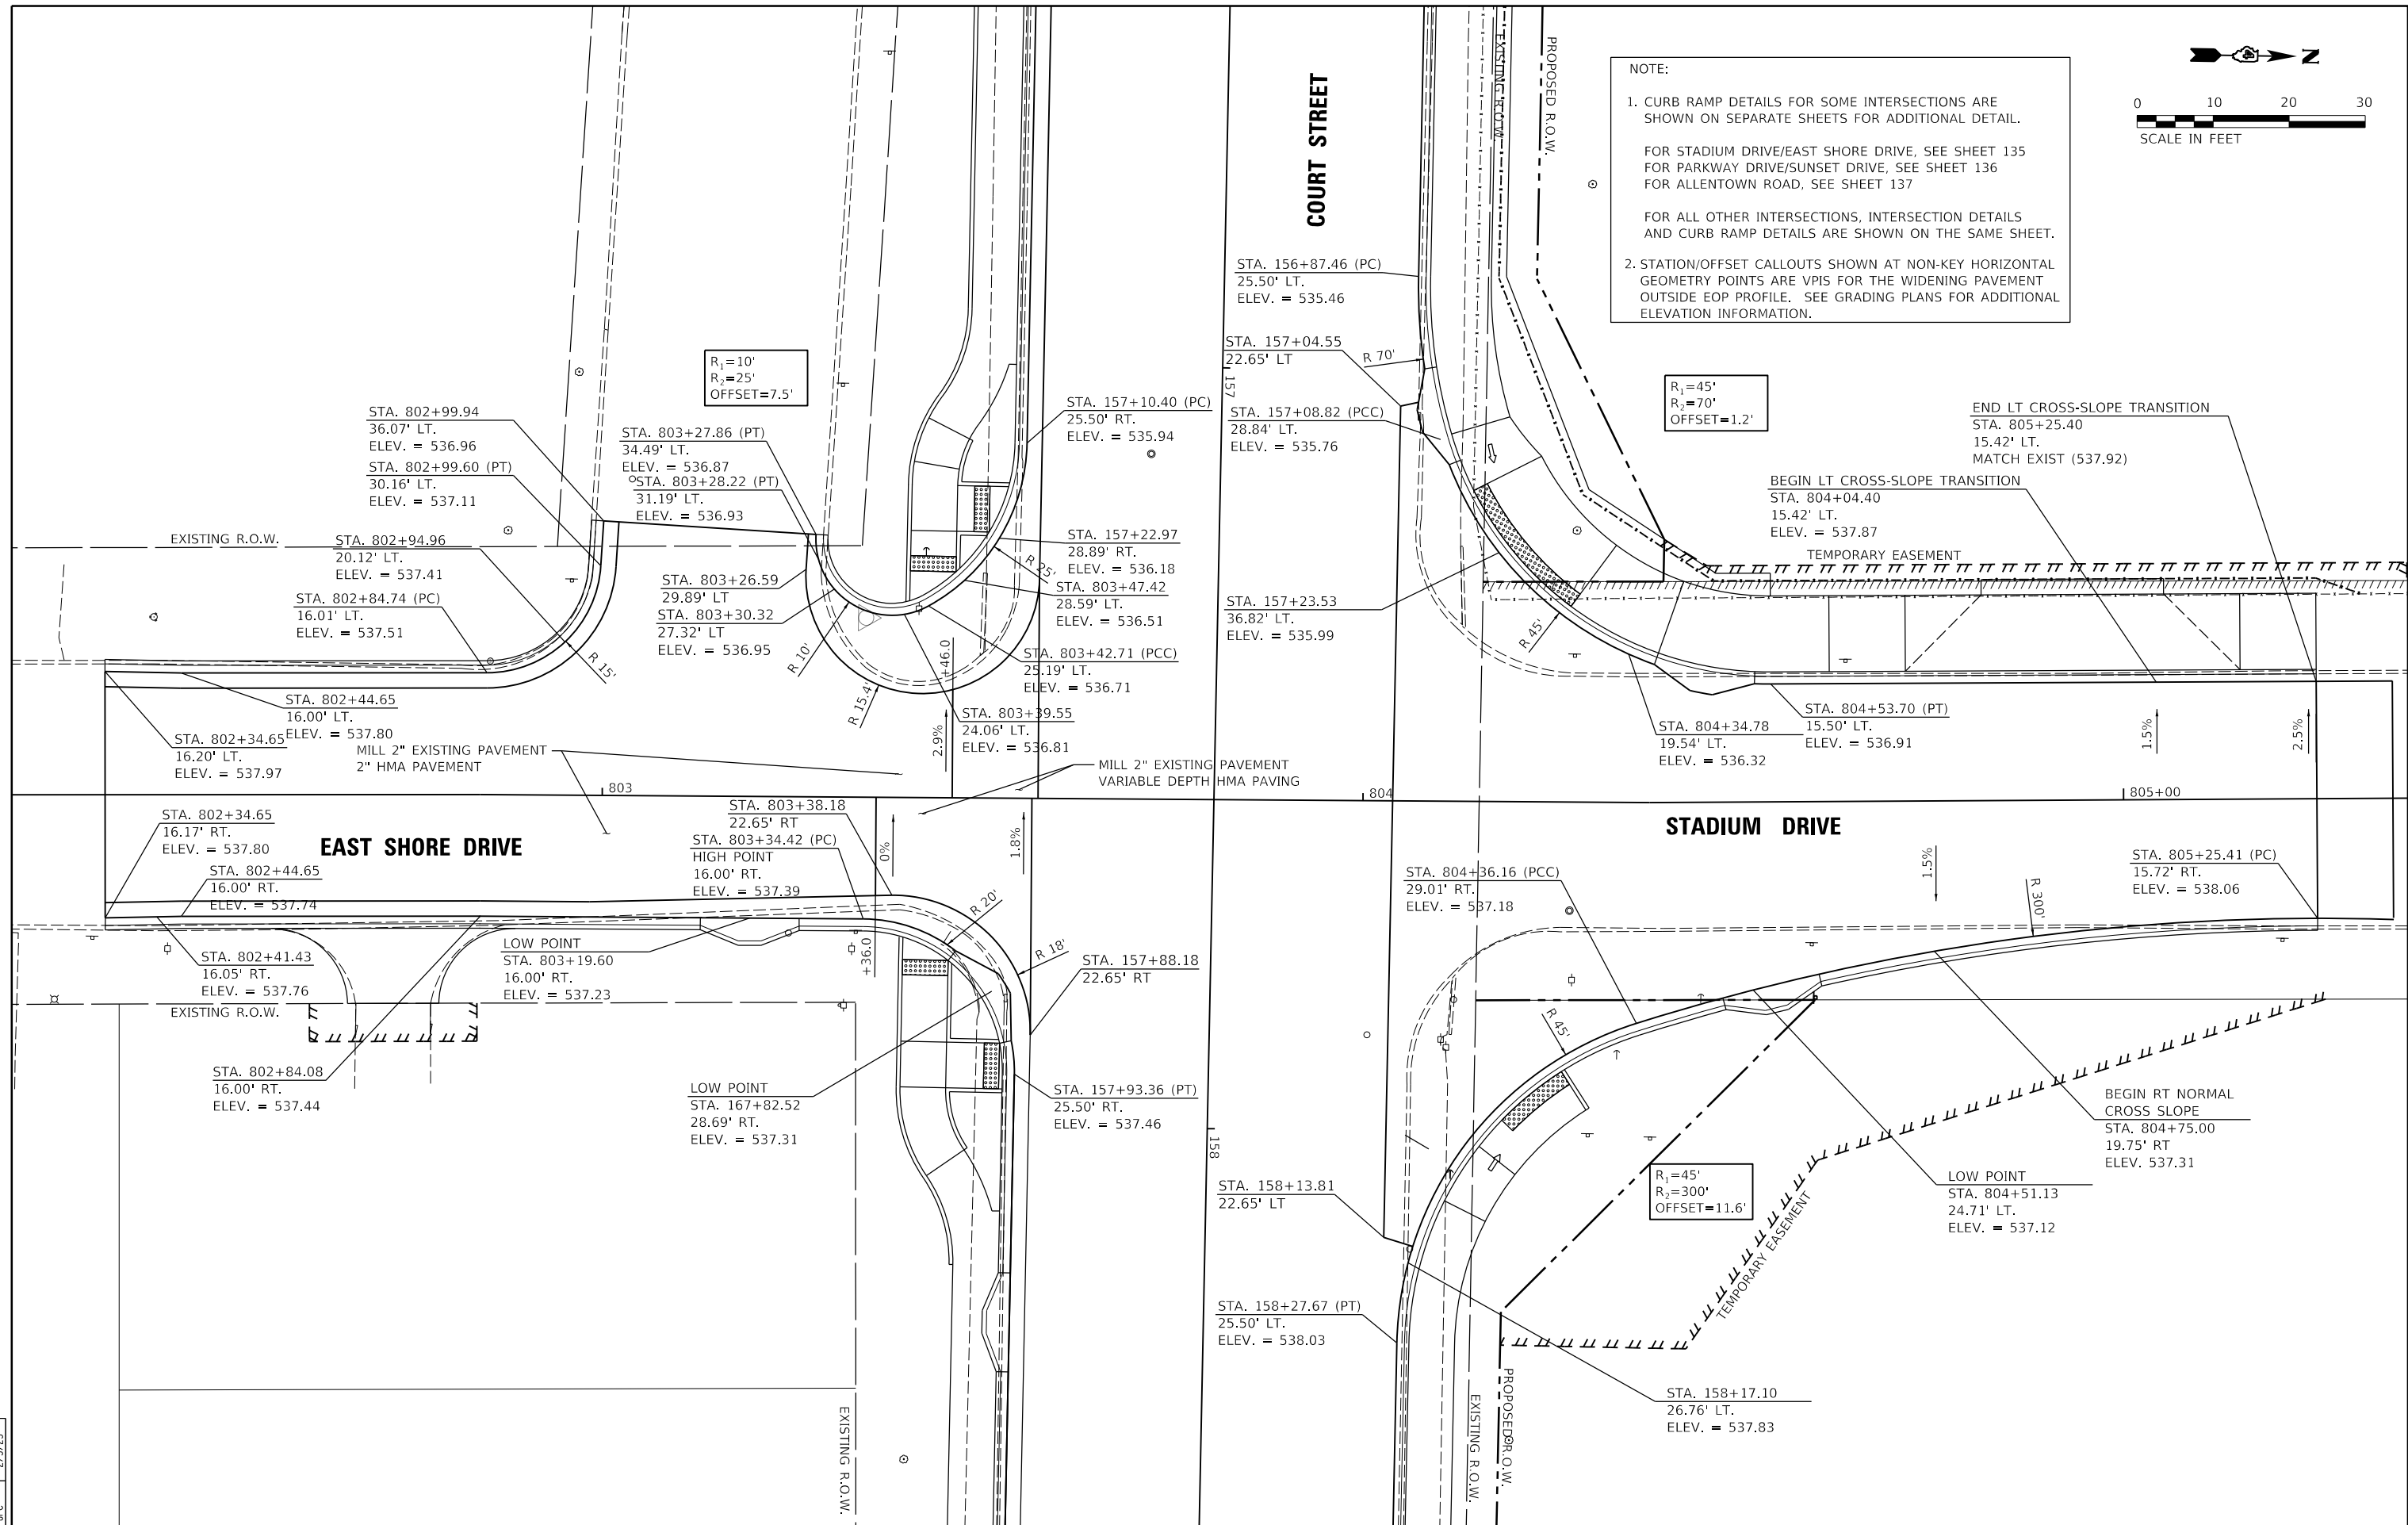 COURT STREET
EXISTING R.O.W.
PROPOSED R.O.W.
NOTE:
1. CURB RAMP DETAILS FOR SOME INTERSECTIONS ARE
SHOWN ON SEPARATE SHEETS FOR ADDITIONAL DETAIL.
FOR STADIUM DRIVE/EAST SHORE DRIVE, SEE SHEET 135
FOR PARKWAY DRIVE/SUNSET DRIVE, SEE SHEET 136
FOR ALLENTOWN ROAD, SEE SHEET 137
FOR ALL OTHER INTERSECTIONS, INTERSECTION DETAILS
AND CURB RAMP DETAILS ARE SHOWN ON THE SAME SHEET.
2. STATION/OFFSET CALLOUTS SHOWN AT NON-KEY HORIZONTAL
GEOMETRY POINTS ARE VPIS FOR THE WIDENING PAVEMENT
OUTSIDE EOP PROFILE. SEE GRADING PLANS FOR ADDITIONAL
ELEVATION INFORMATION.
N
0 10 20 30
SCALE IN FEET
STA. 156+87.46 (PC)
25.50' LT.
ELEV. = 535.46
STA. 157+04.55
22.65' LT
R 70'
157
R₁=10'
R₂=25'
OFFSET=7.5'
R₁=45'
R₂=70'
OFFSET=1.2'
STA. 802+99.94
36.07' LT.
ELEV. = 536.96
STA. 803+27.86 (PT)
34.49' LT.
ELEV. = 536.87
STA. 157+10.40 (PC)
25.50' RT.
ELEV. = 535.94
STA. 157+08.82 (PCC)
28.84' LT.
ELEV. = 535.76
END LT CROSS-SLOPE TRANSITION
STA. 805+25.40
15.42' LT.
MATCH EXIST (537.92)
STA. 802+99.60 (PT)
30.16' LT.
ELEV. = 537.11
STA. 803+28.22 (PT)
31.19' LT.
ELEV. = 536.93
BEGIN LT CROSS-SLOPE TRANSITION
STA. 804+04.40
15.42' LT.
ELEV. = 537.87
EXISTING R.O.W.
STA. 802+94.96
20.12' LT.
ELEV. = 537.41
STA. 157+22.97
28.89' RT.
ELEV. = 536.18
R 25'
TEMPORARY EASEMENT
STA. 803+26.59
29.89' LT
STA. 803+47.42
28.59' LT.
ELEV. = 536.51
STA. 802+84.74 (PC)
16.01' LT.
ELEV. = 537.51
STA. 803+30.32
27.32' LT
ELEV. = 536.95
STA. 157+23.53
36.82' LT.
ELEV. = 535.99
R 45'
R 15'
R 10'
R 15.4'
+46.0
STA. 803+42.71 (PCC)
25.19' LT.
ELEV. = 536.71
STA. 802+44.65
16.00' LT.
ELEV. = 537.80
STA. 803+39.55
24.06' LT.
ELEV. = 536.81
2.9%
STA. 804+53.70 (PT)
15.50' LT.
ELEV. = 536.91
STA. 804+34.78
19.54' LT.
ELEV. = 536.32
1.5%
2.5%
STA. 802+34.65
16.20' LT.
ELEV. = 537.97
MILL 2" EXISTING PAVEMENT
2" HMA PAVEMENT
MILL 2" EXISTING PAVEMENT
VARIABLE DEPTH HMA PAVING
803
804
805+00
STA. 802+34.65
16.17' RT.
ELEV. = 537.80
EAST SHORE DRIVE
STA. 803+38.18
22.65' RT
STA. 803+34.42 (PC)
HIGH POINT
16.00' RT.
ELEV. = 537.39
0%
1.8%
STADIUM DRIVE
STA. 802+44.65
16.00' RT.
ELEV. = 537.74
STA. 804+36.16 (PCC)
29.01' RT.
ELEV. = 537.18
1.5%
R 300'
STA. 805+25.41 (PC)
15.72' RT.
ELEV. = 538.06
R 20'
R 18'
+36.0
STA. 802+41.43
16.05' RT.
ELEV. = 537.76
LOW POINT
STA. 803+19.60
16.00' RT.
ELEV. = 537.23
STA. 157+88.18
22.65' RT
EXISTING R.O.W.
R 45'
STA. 802+84.08
16.00' RT.
ELEV. = 537.44
LOW POINT
STA. 167+82.52
28.69' RT.
ELEV. = 537.31
STA. 157+93.36 (PT)
25.50' RT.
ELEV. = 537.46
158
BEGIN RT NORMAL
CROSS SLOPE
STA. 804+75.00
19.75' RT
ELEV. 537.31
STA. 158+13.81
22.65' LT
R₁=45'
R₂=300'
OFFSET=11.6'
LOW POINT
STA. 804+51.13
24.71' LT.
ELEV. = 537.12
TEMPORARY EASEMENT
STA. 158+27.67 (PT)
25.50' LT.
ELEV. = 538.03
STA. 158+17.10
26.76' LT.
ELEV. = 537.83
EXISTING R.O.W.
EXISTING R.O.W.
PROPOSED R.O.W.